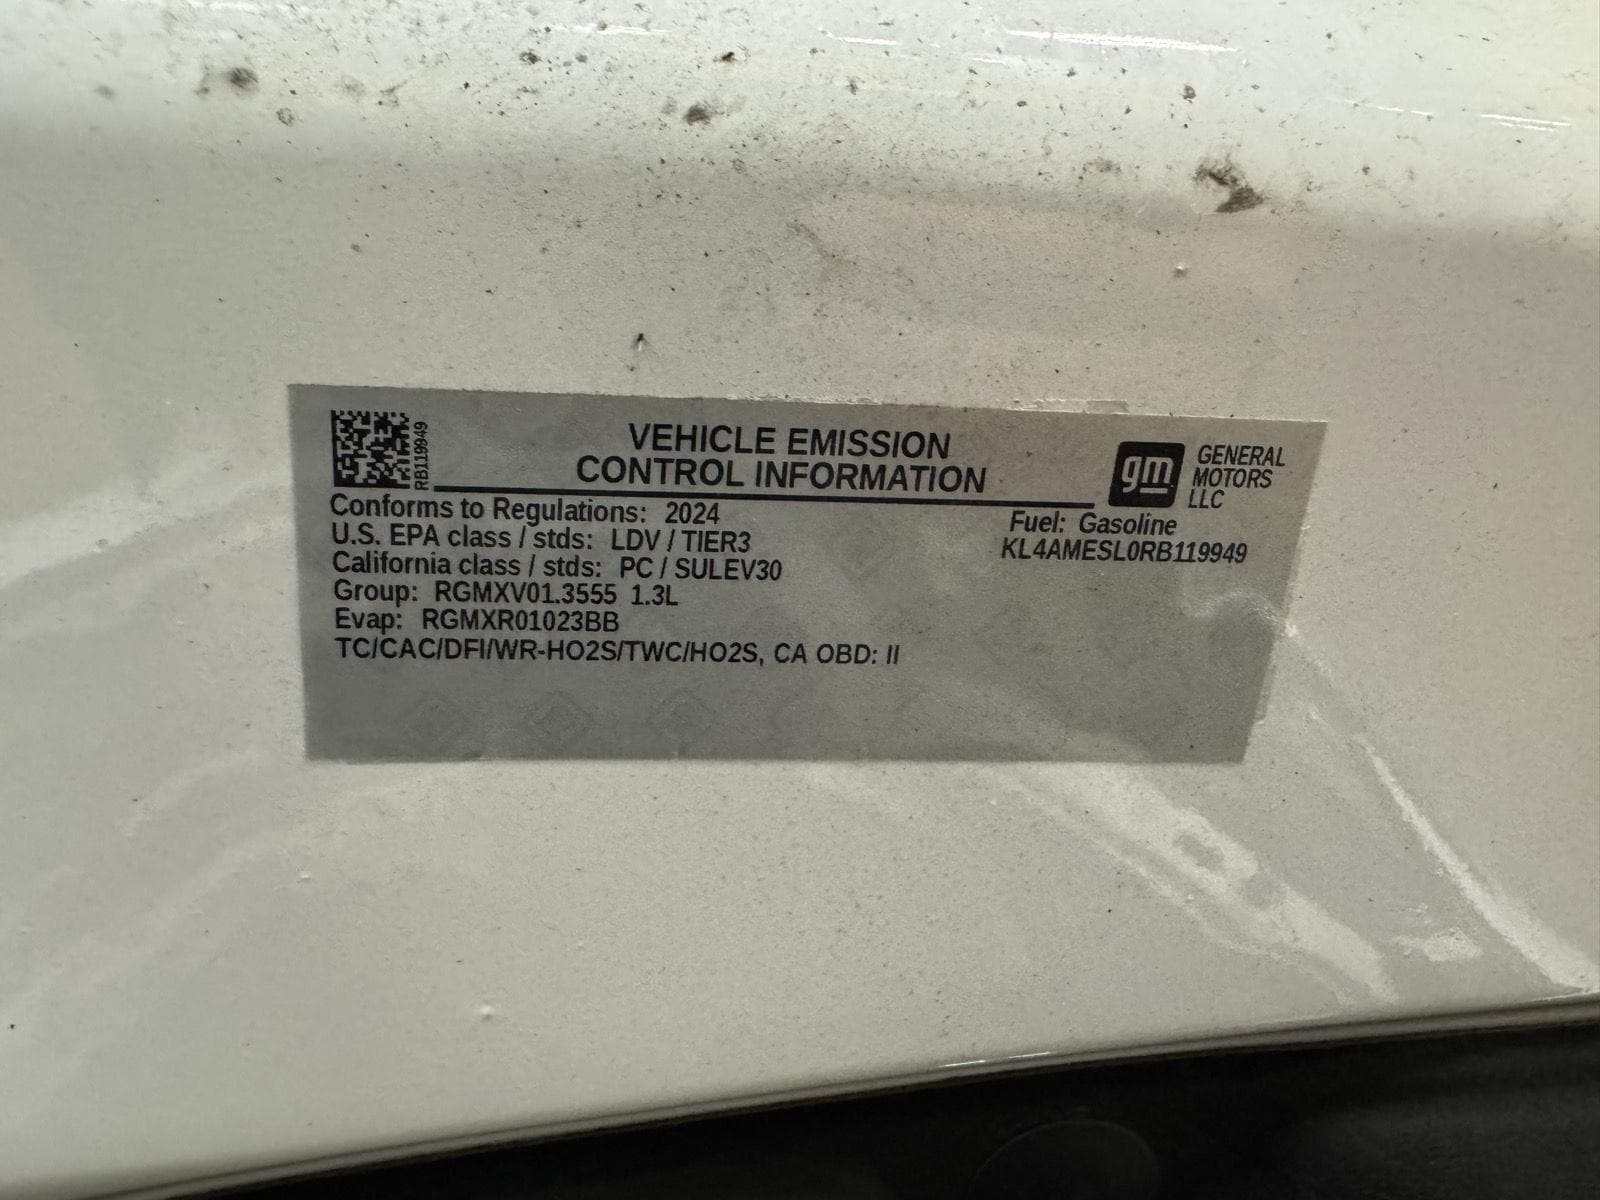 RB119949
VEHICLE EMISSION
CONTROL INFORMATION
gm
GENERAL
MOTORS
LLC
Conforms to Regulations: 2024
U.S. EPA class / stds: LDV / TIER3
California class / stds: PC / SULEV30
Group: RGMXV01.3555 1.3L
Evap: RGMXR01023BB
TC/CAC/DFI/WR-HO2S/TWC/HO2S, CA OBD: II
Fuel: Gasoline
KL4AMESL0RB119949